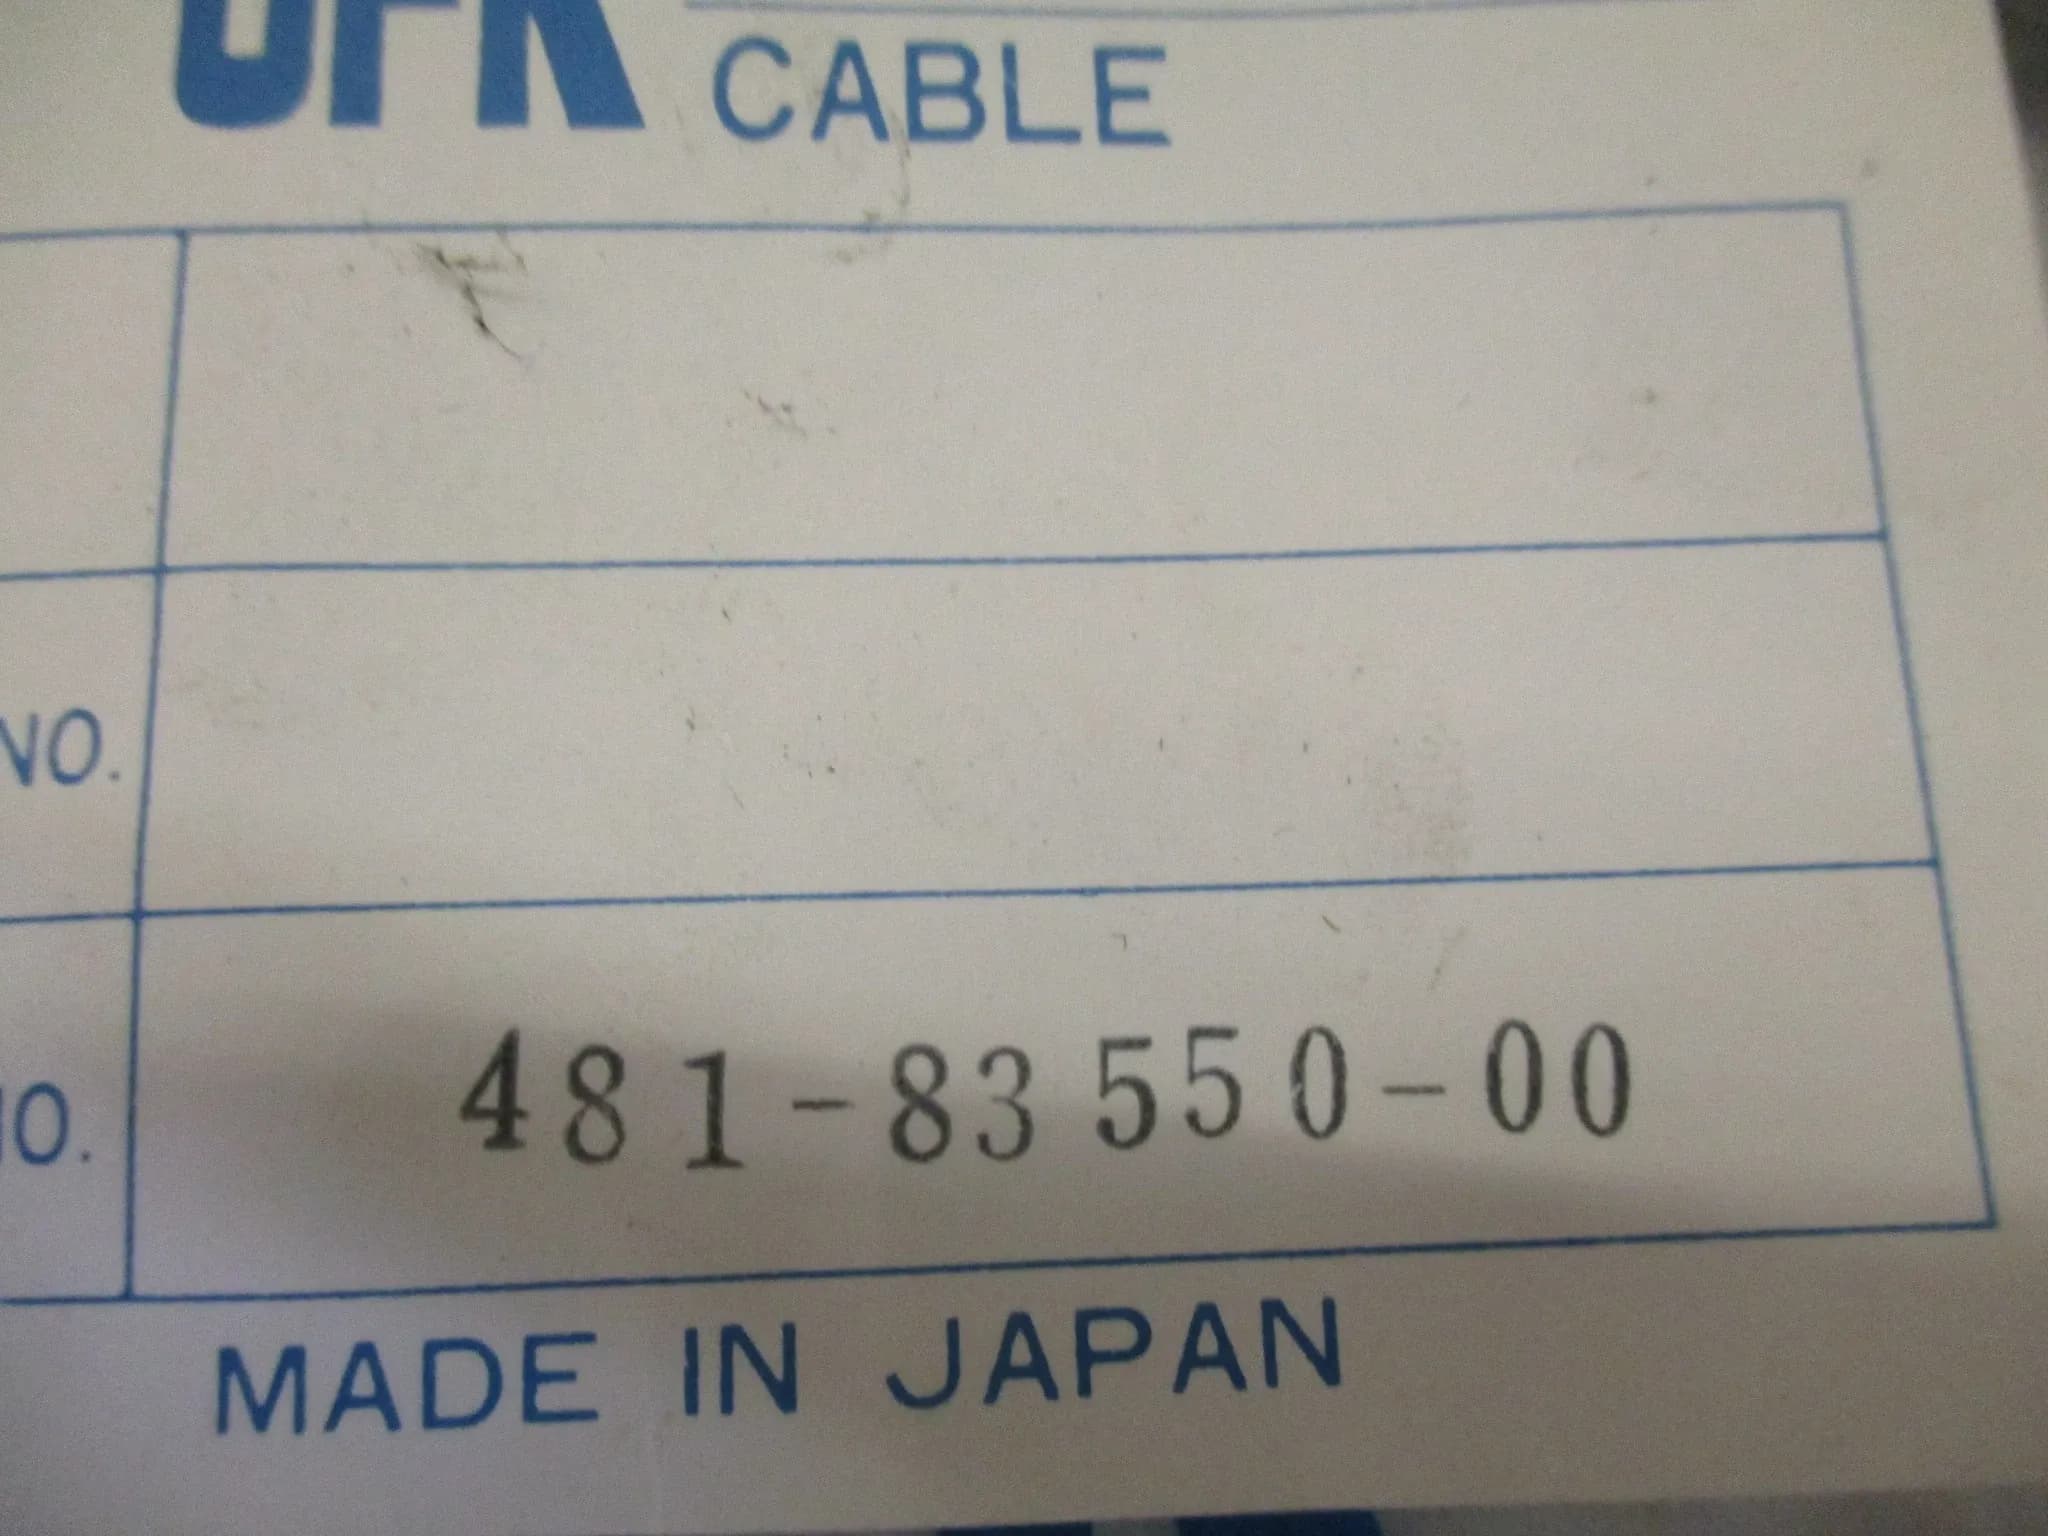 CABLE
NO.
481-83550-00
MADE IN JAPAN